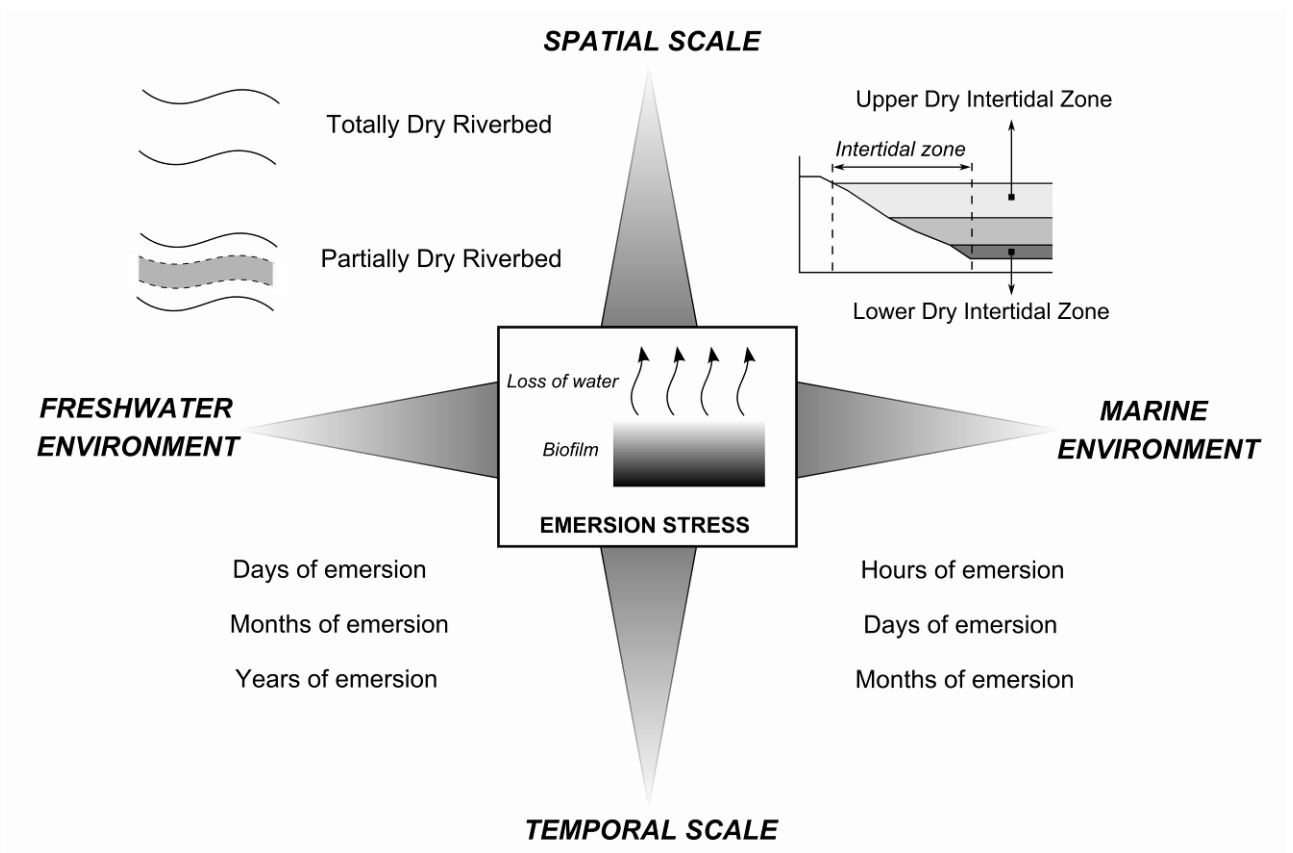 SPATIAL SCALE
Totally Dry Riverbed
Partially Dry Riverbed
Upper Dry Intertidal Zone
Intertidal zone
Lower Dry Intertidal Zone
FRESHWATER
ENVIRONMENT
Loss of water
Biofilm
EMERSION STRESS
MARINE
ENVIRONMENT
Days of emersion
Months of emersion
Years of emersion
Hours of emersion
Days of emersion
Months of emersion
TEMPORAL SCALE